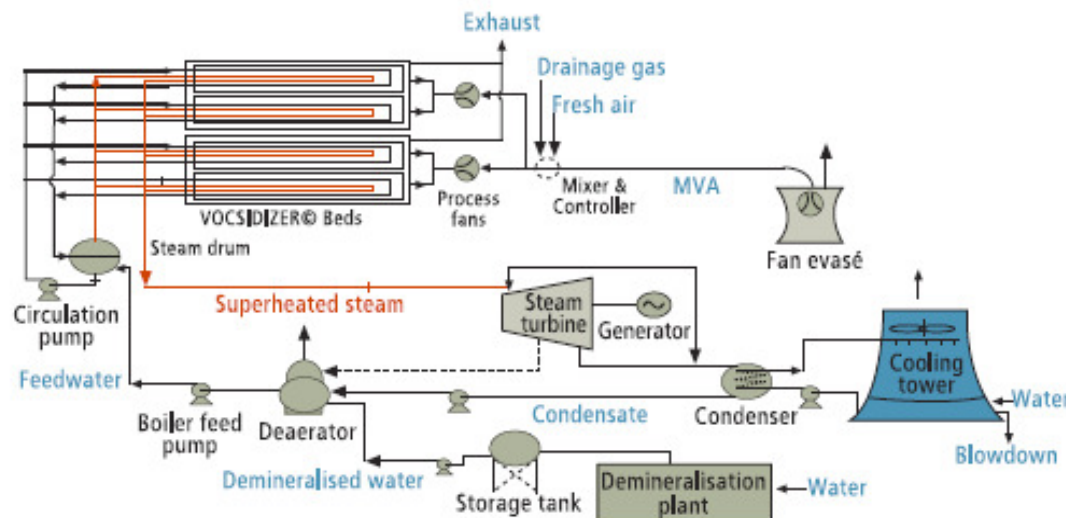 Exhaust
Drainage gas
Fresh air
MVA
Mixer &
Controller
Process
fans
VOCSIDIZER© Beds
Fan evasé
Steam drum
Superheated steam
Circulation
pump
Steam
turbine
Generator
Cooling
tower
Feedwater
Boiler feed
pump
Deaerator
Condensate
Condenser
Water
Blowdown
Demineralised water
Storage tank
Demineralisation
plant
Water